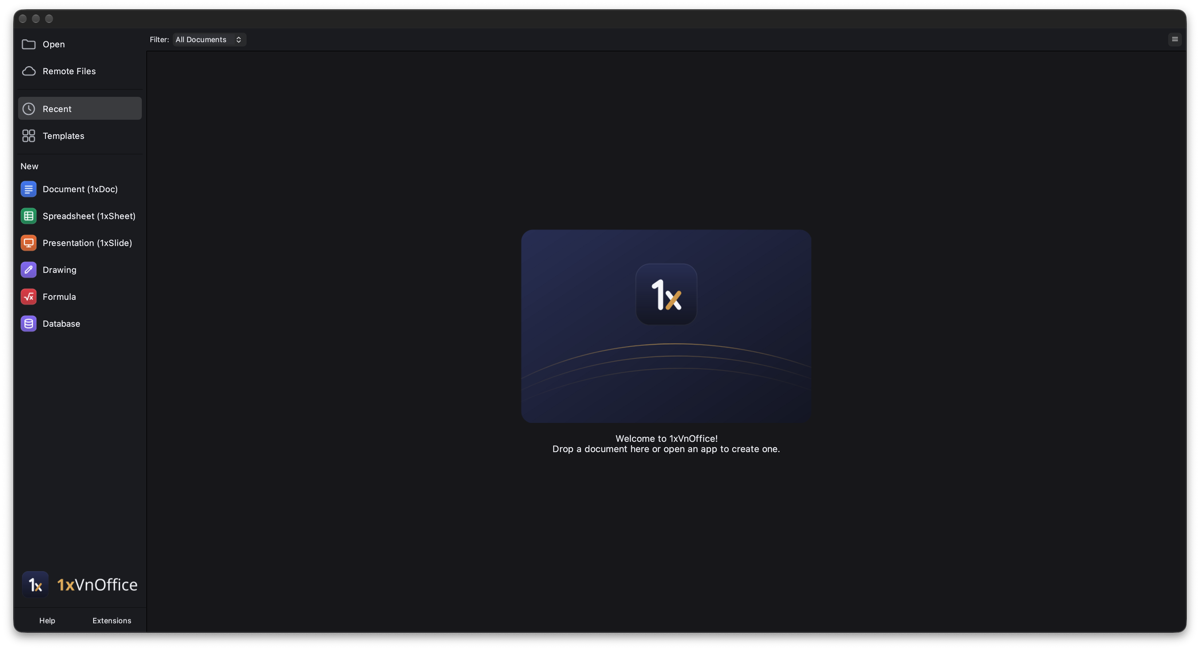 Open
Remote Files
Recent
Templates
New
Document (1xDoc)
Spreadsheet (1xSheet)
Presentation (1xSlide)
Drawing
Formula
Database
1x
1xVnOffice
Help
Extensions
Filter:
All Documents
1x
Welcome to 1xVnOffice!
Drop a document here or open an app to create one.